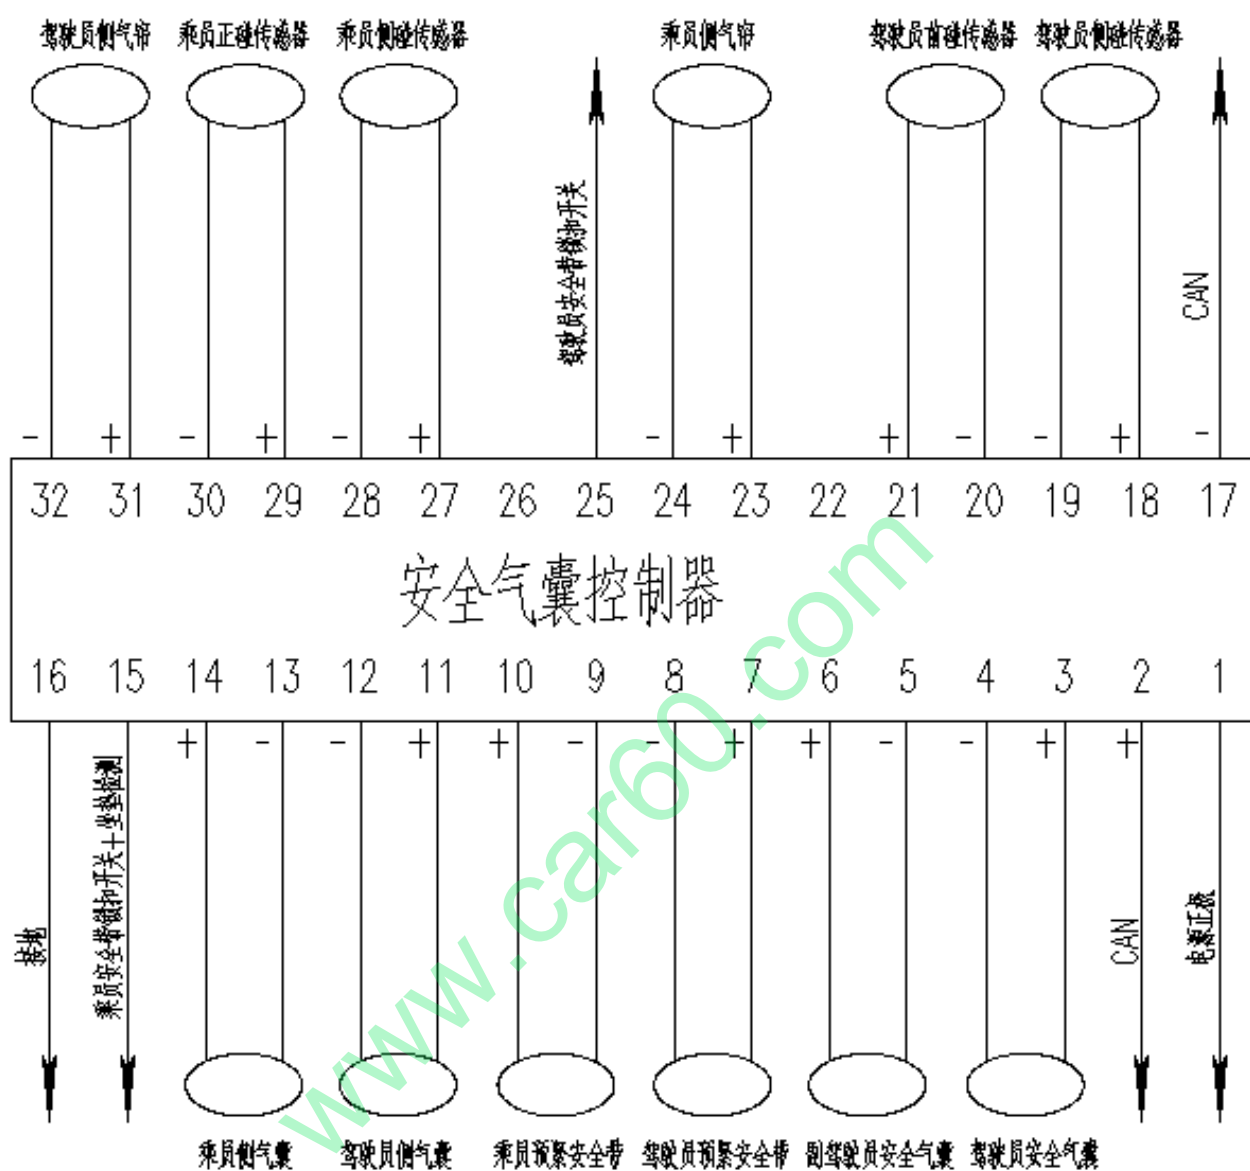 驾驶员侧气帘 乘员正碰传感器 乘员侧碰传感器 乘员侧气帘 驾驶员前碰传感器 驾驶员侧碰传感器
驾驶员安全带锁扣开关
CAN
- + - + - + - + + - - + -
32 31 30 29 28 27 26 25 24 23 22 21 20 19 18 17
安全气囊控制器
16 15 14 13 12 11 10 9 8 7 6 5 4 3 2 1
+ - - + + - - + + - - + +
接地
乘员安全带锁扣开关+坐垫检测
CAN
电源正极
乘员侧气囊 驾驶员侧气囊 乘员预紧安全带 驾驶员预紧安全带 副驾驶员安全气囊 驾驶员安全气囊
www.car60.com